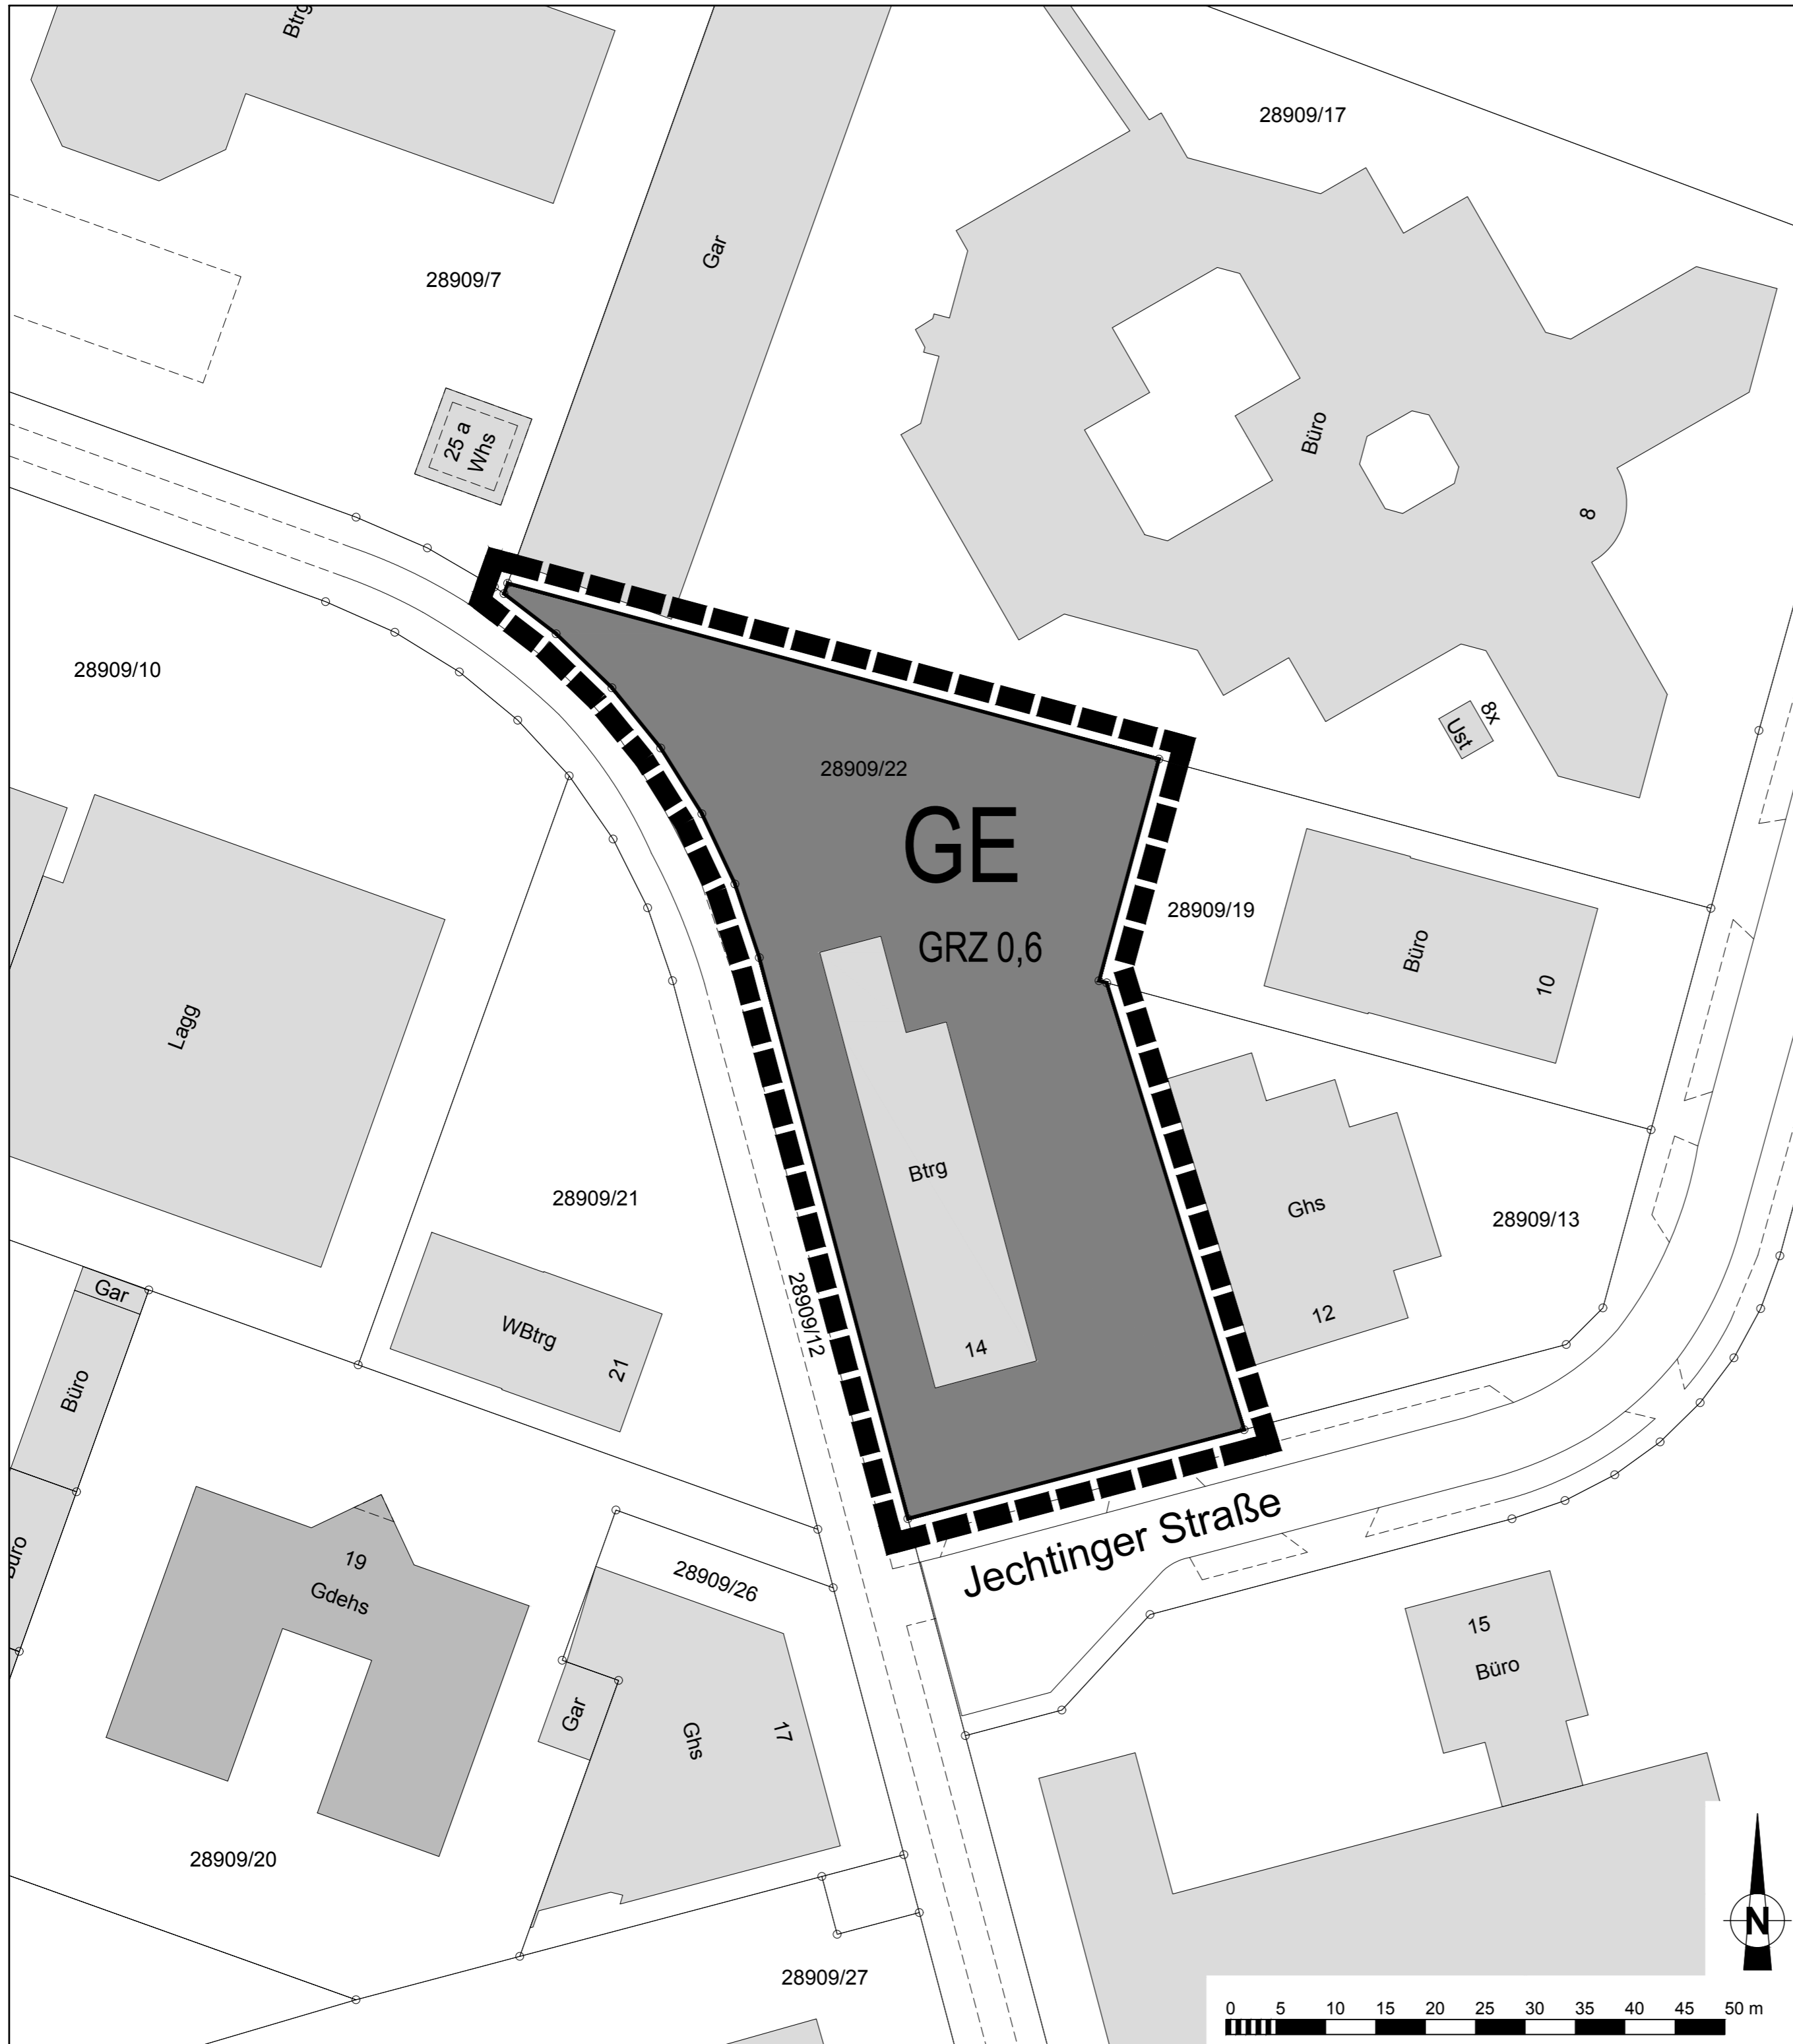 Btrg
28909/17
Gar
28909/7
25 a
Whs
Büro
8
28909/10
8x
Ust
28909/22
GE
28909/19
GRZ 0,6
Büro
10
Lagg
Btrg
28909/21
Ghs
28909/13
Gar
28909/12
12
WBtrg
21
14
Büro
Jechtinger Straße
Büro
19
Gdehs
28909/26
15
Büro
Gar
Ghs
17
28909/20
N
28909/27
0 5 10 15 20 25 30 35 40 45 50 m